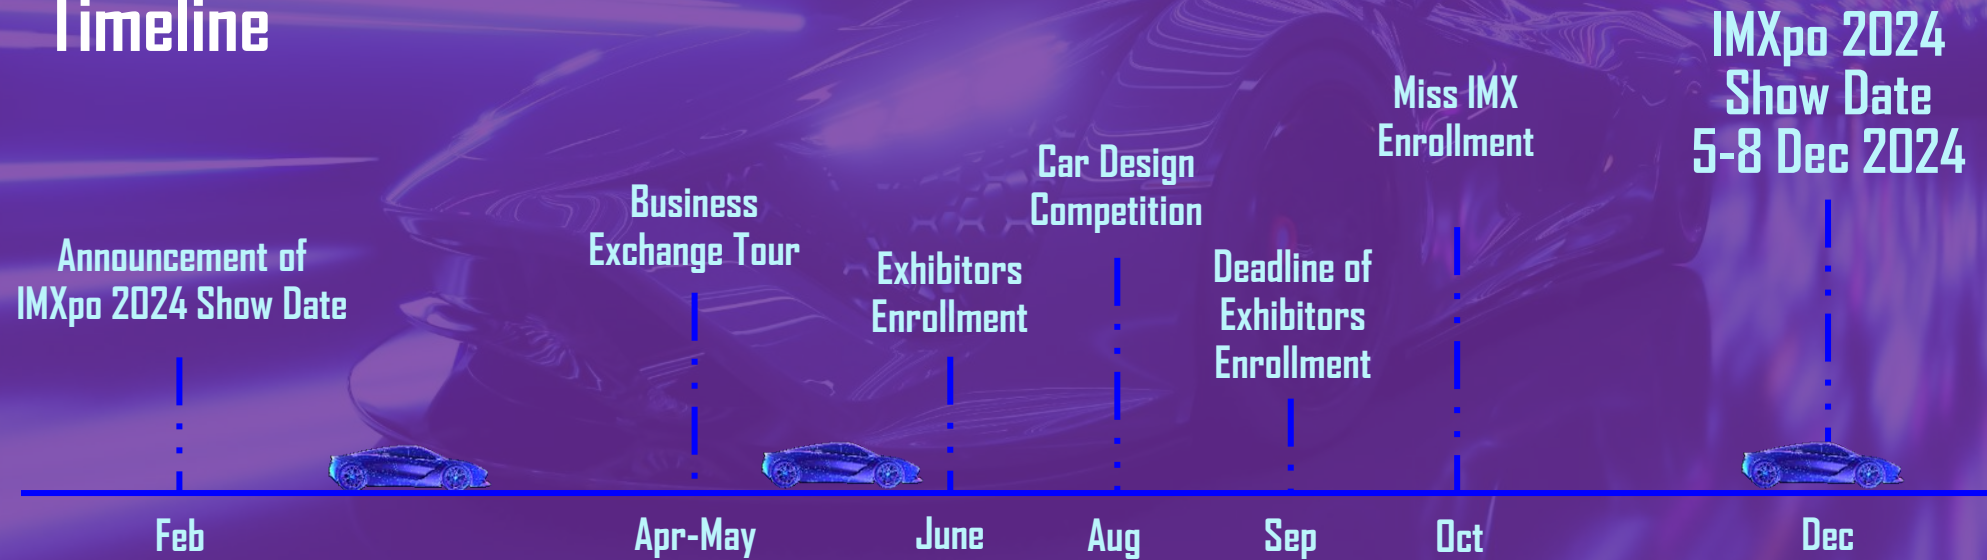 Timeline
Announcement of
IMXpo 2024 Show Date
Business
Exchange Tour
Exhibitors
Enrollment
Car Design
Competition
Deadline of
Exhibitors
Enrollment
Miss IMX
Enrollment
IMXpo 2024
Show Date
5-8 Dec 2024
Feb
Apr-May
June
Aug
Sep
Oct
Dec